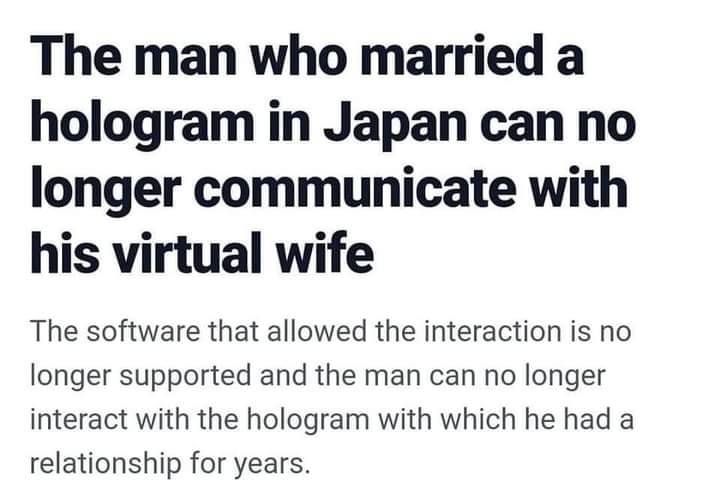 The man who married a
hologram in Japan can no
longer communicate with
his virtual wife
The software that allowed the interaction is no
longer supported and the man can no longer
interact with the hologram with which he had a
relationship for years.